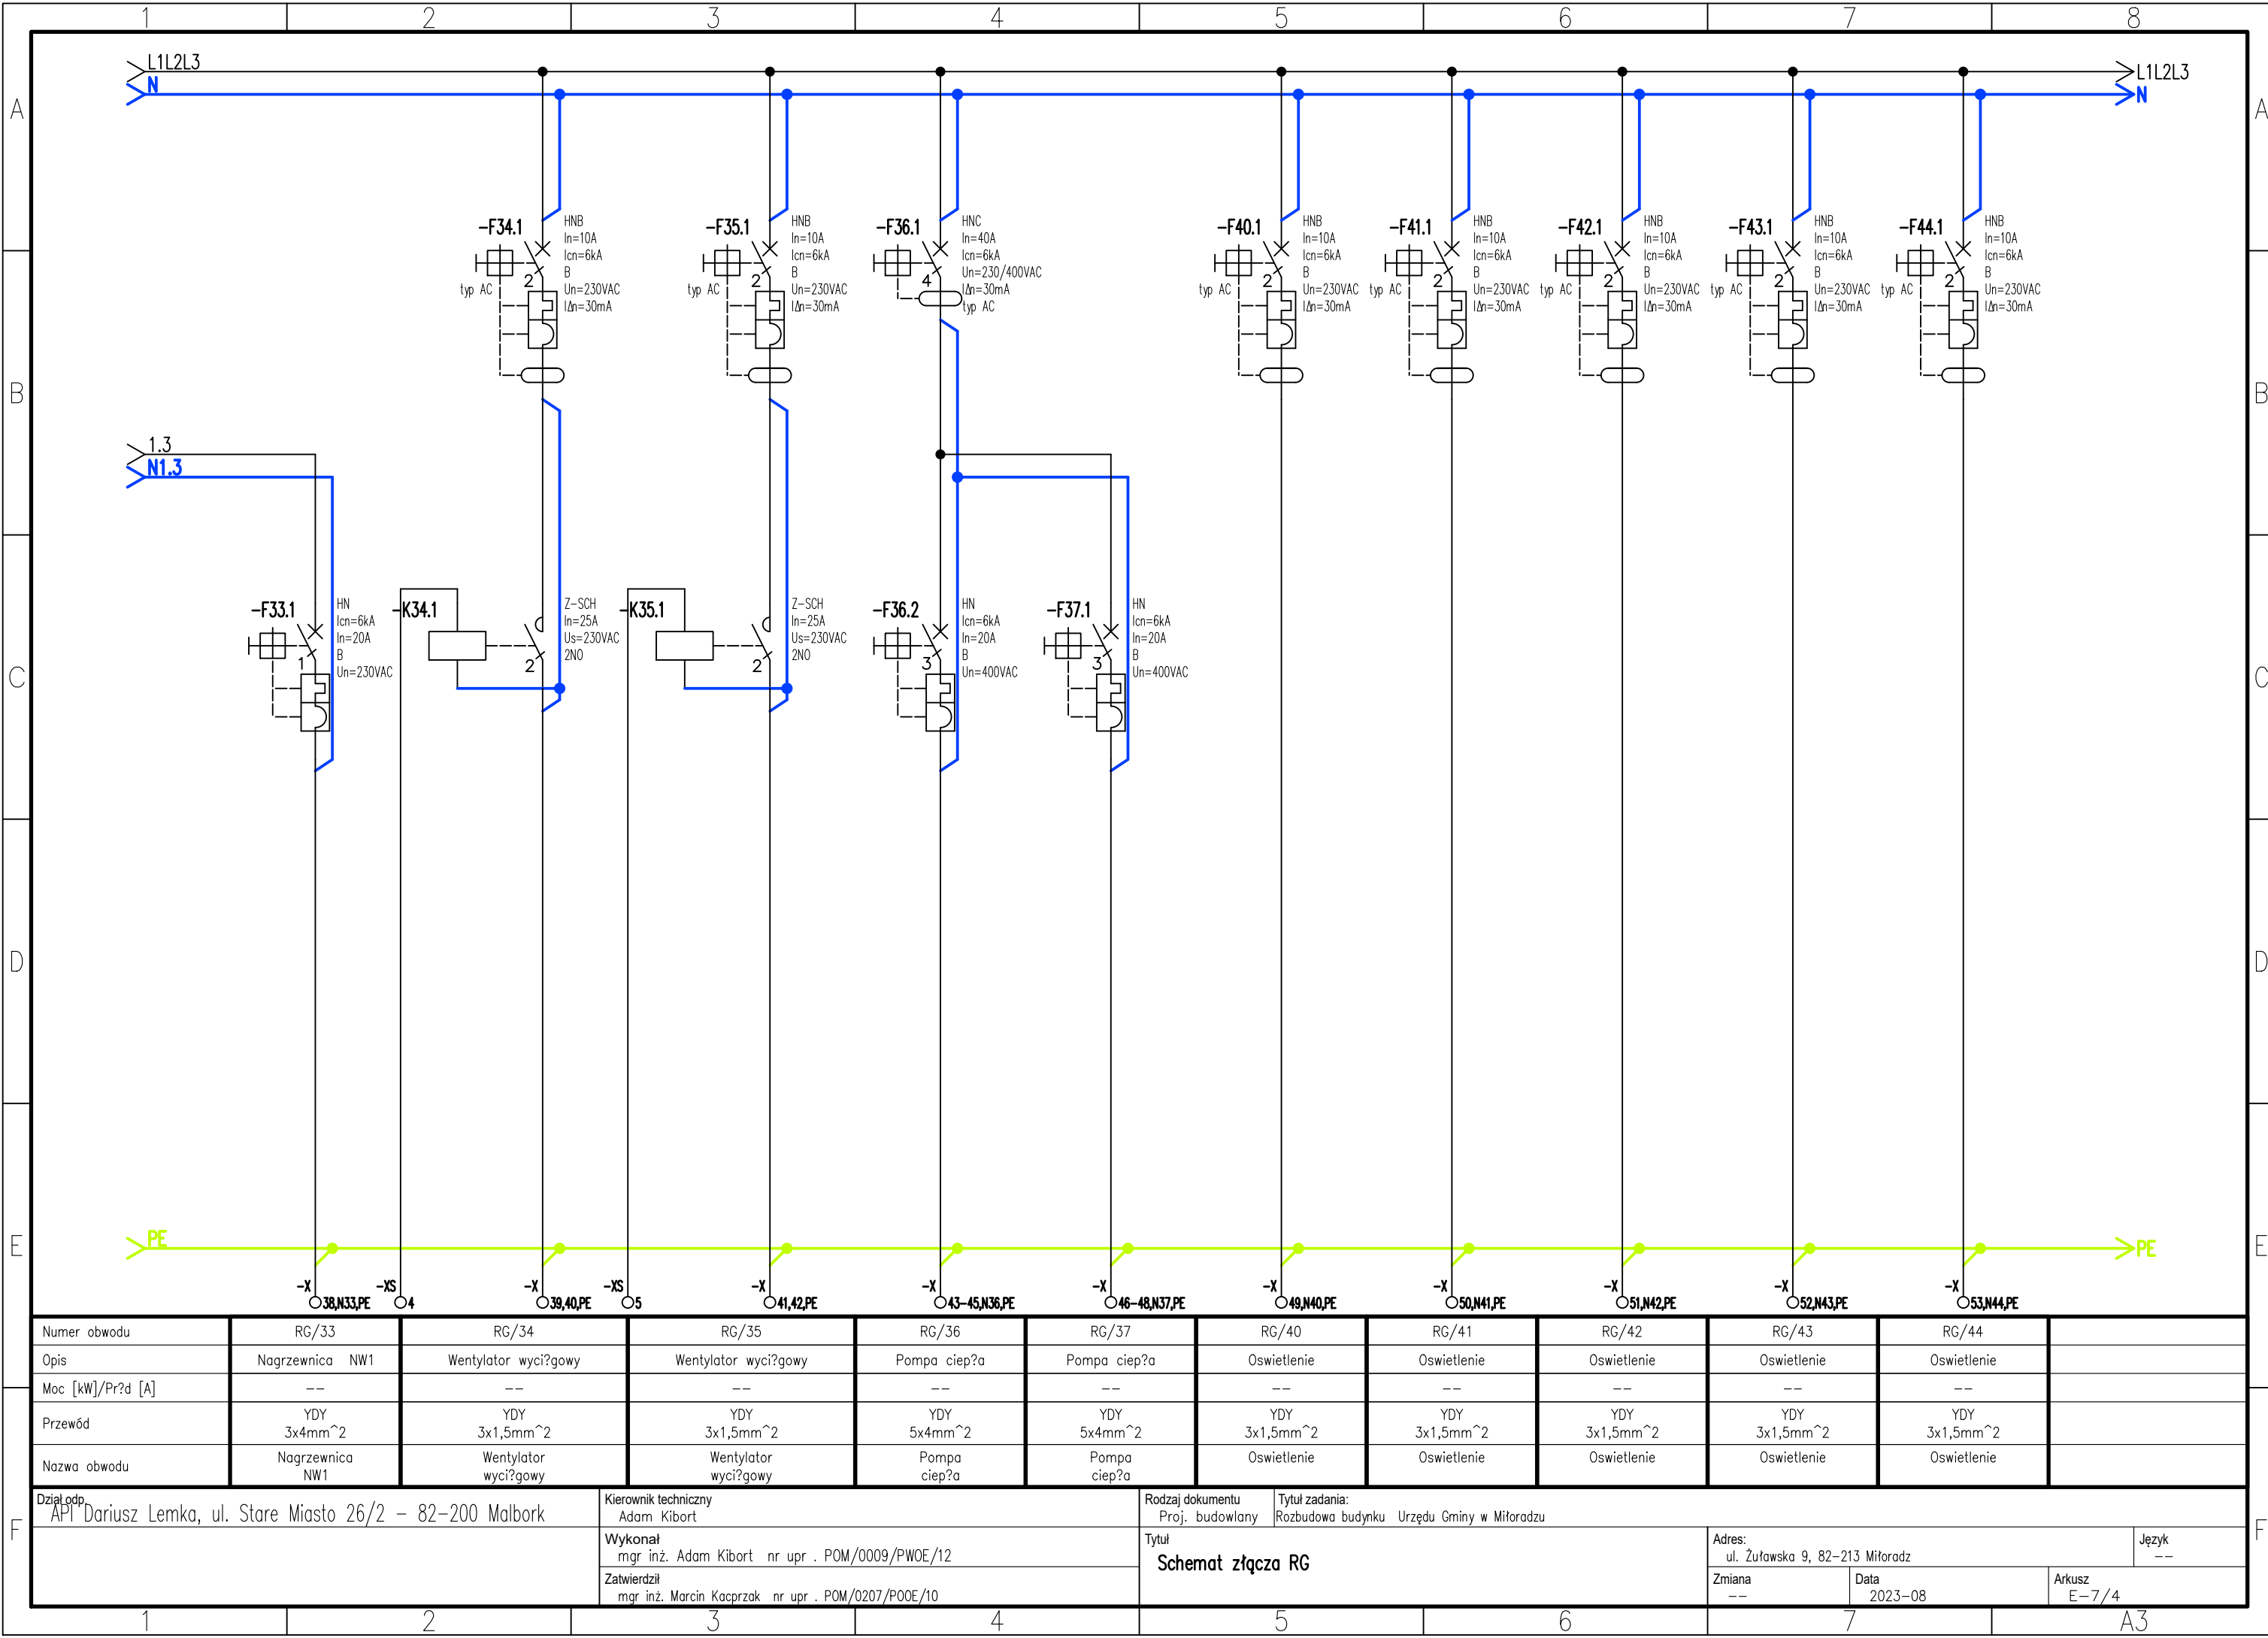 1 2 3 4 5 6 7 8
A A
B B
C C
D D
E E
F F
L1L2L3 L1L2L3
N N
-F34.1
HNB
In=10A
Icn=6kA
B
Un=230VAC
IΔn=30mA
typ AC
2
-F35.1
HNB
In=10A
Icn=6kA
B
Un=230VAC
IΔn=30mA
typ AC
2
-F36.1
HNC
In=40A
Icn=6kA
Un=230/400VAC
IΔn=30mA
typ AC
4
-F40.1
HNB
In=10A
Icn=6kA
B
Un=230VAC
IΔn=30mA
typ AC
2
-F41.1
HNB
In=10A
Icn=6kA
B
Un=230VAC
IΔn=30mA
typ AC
2
-F42.1
HNB
In=10A
Icn=6kA
B
Un=230VAC
IΔn=30mA
typ AC
2
-F43.1
HNB
In=10A
Icn=6kA
B
Un=230VAC
IΔn=30mA
typ AC
2
-F44.1
HNB
In=10A
Icn=6kA
B
Un=230VAC
IΔn=30mA
typ AC
2
1.3
N1.3
-F33.1
HN
Icn=6kA
In=20A
B
Un=230VAC
1
-K34.1
Z-SCH
In=25A
Us=230VAC
2NO
2
-K35.1
Z-SCH
In=25A
Us=230VAC
2NO
2
-F36.2
HN
Icn=6kA
In=20A
B
Un=400VAC
3
-F37.1
HN
Icn=6kA
In=20A
B
Un=400VAC
3
PE PE
-X -XS -X -XS -X -X -X -X -X -X -X -X
38,N33,PE 4 39,40,PE 5 41,42,PE 43-45,N36,PE 46-48,N37,PE 49,N40,PE 50,N41,PE 51,N42,PE 52,N43,PE 53,N44,PE
Numer obwodu RG/33 RG/34 RG/35 RG/36 RG/37 RG/40 RG/41 RG/42 RG/43 RG/44
Opis Nagrzewnica NW1 Wentylator wyci?gowy Wentylator wyci?gowy Pompa ciep?a Pompa ciep?a Oswietlenie Oswietlenie Oswietlenie Oswietlenie Oswietlenie
Moc [kW]/Pr?d [A] -- -- -- -- -- -- -- -- -- --
Przewód YDY YDY YDY YDY YDY YDY YDY YDY YDY YDY
3x4mm^2 3x1,5mm^2 3x1,5mm^2 5x4mm^2 5x4mm^2 3x1,5mm^2 3x1,5mm^2 3x1,5mm^2 3x1,5mm^2 3x1,5mm^2
Nazwa obwodu Nagrzewnica Wentylator Wentylator Pompa Pompa Oswietlenie Oswietlenie Oswietlenie Oswietlenie Oswietlenie
NW1 wyci?gowy wyci?gowy ciep?a ciep?a
Dział odp.
API Dariusz Lemka, ul. Stare Miasto 26/2 - 82-200 Malbork
Kierownik techniczny
Adam Kibort
Wykonał
mgr inż. Adam Kibort nr upr . POM/0009/PWOE/12
Zatwierdził
mgr inż. Marcin Kacprzak nr upr . POM/0207/POOE/10
Rodzaj dokumentu
Proj. budowlany
Tytuł zadania:
Rozbudowa budynku Urzędu Gminy w Miłoradzu
Tytuł
Schemat złącza RG
Adres:
ul. Żuławska 9, 82-213 Miłoradz
Język
--
Zmiana
--
Data
2023-08
Arkusz
E-7/4
1 2 3 4 5 6 7 A3